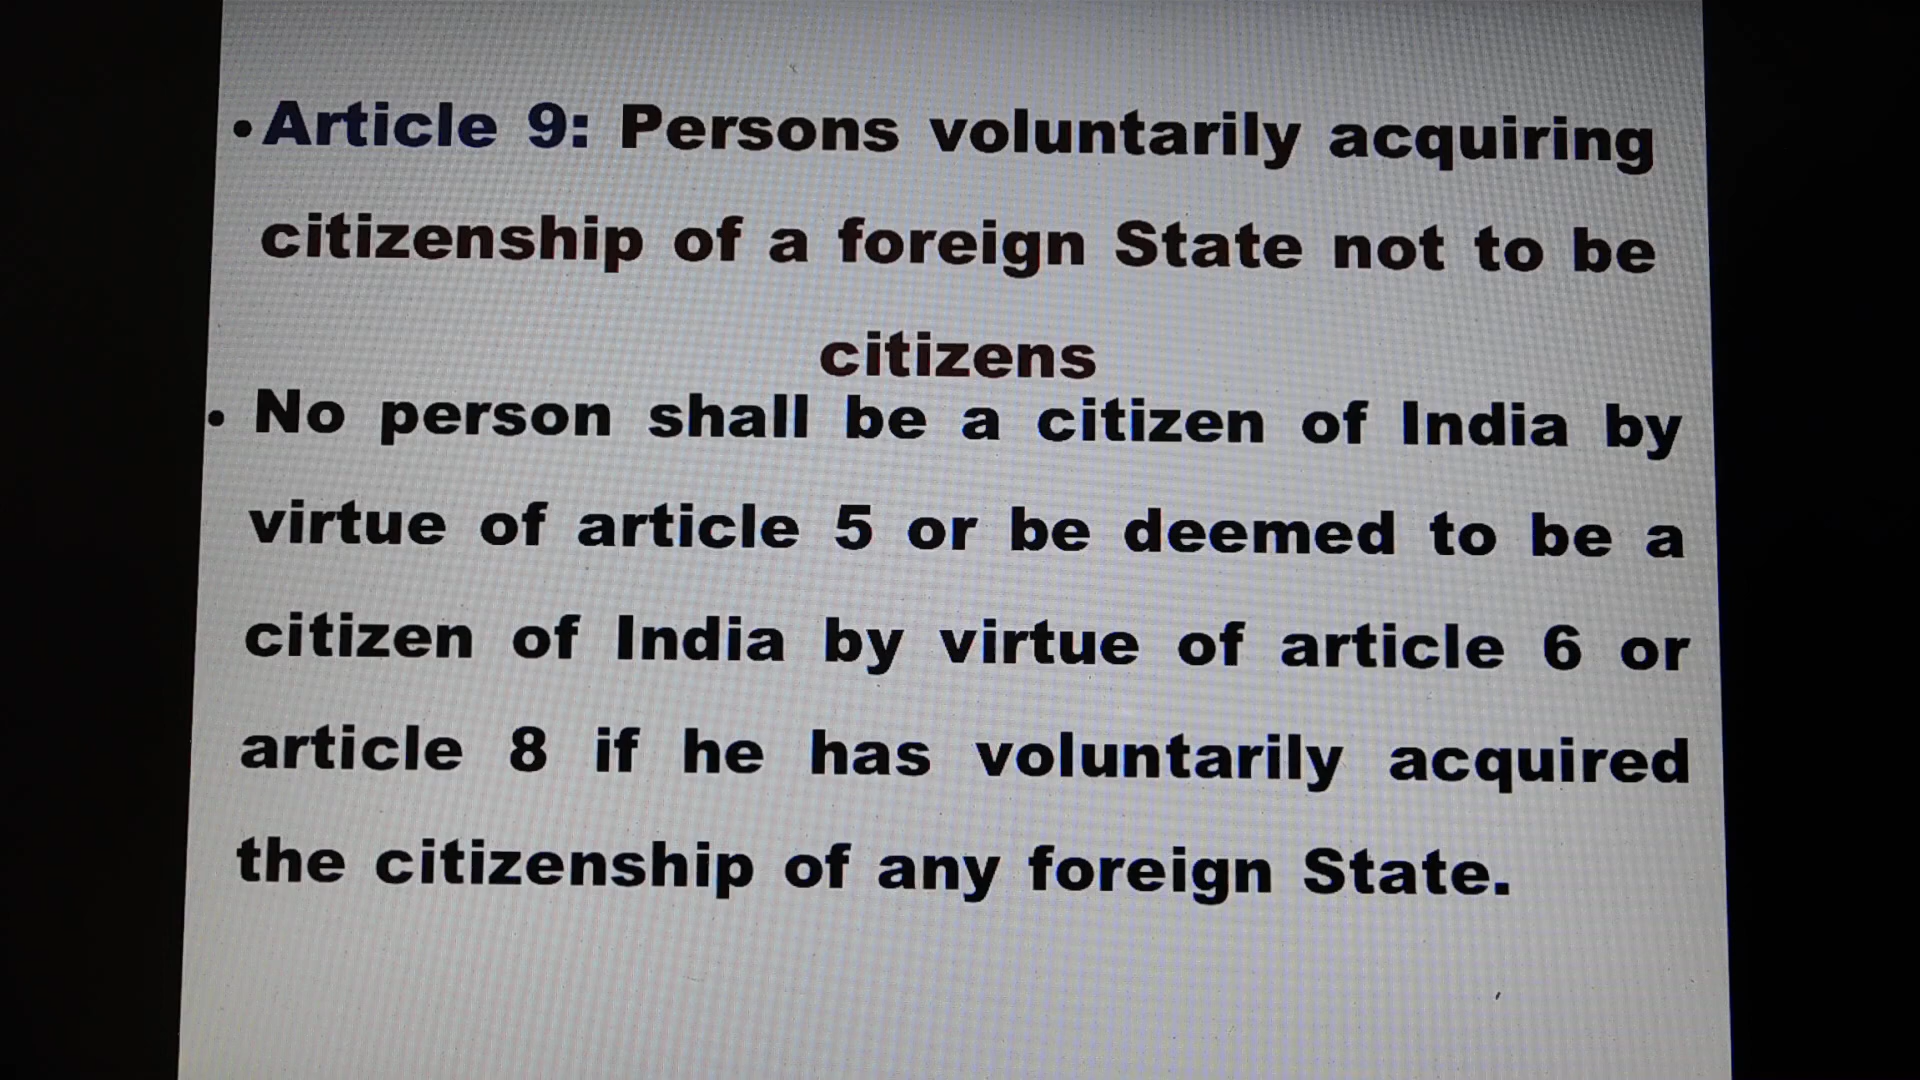 • Article 9: Persons voluntarily acquiring
citizenship of a foreign State not to be
citizens
• No person shall be a citizen of India by
virtue of article 5 or be deemed to be a
citizen of India by virtue of article 6 or
article 8 if he has voluntarily acquired
the citizenship of any foreign State.